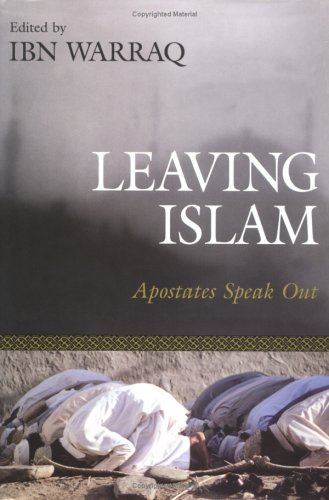 Edited by
IBN WARRAQ
LEAVING
ISLAM
Apostates Speak Out